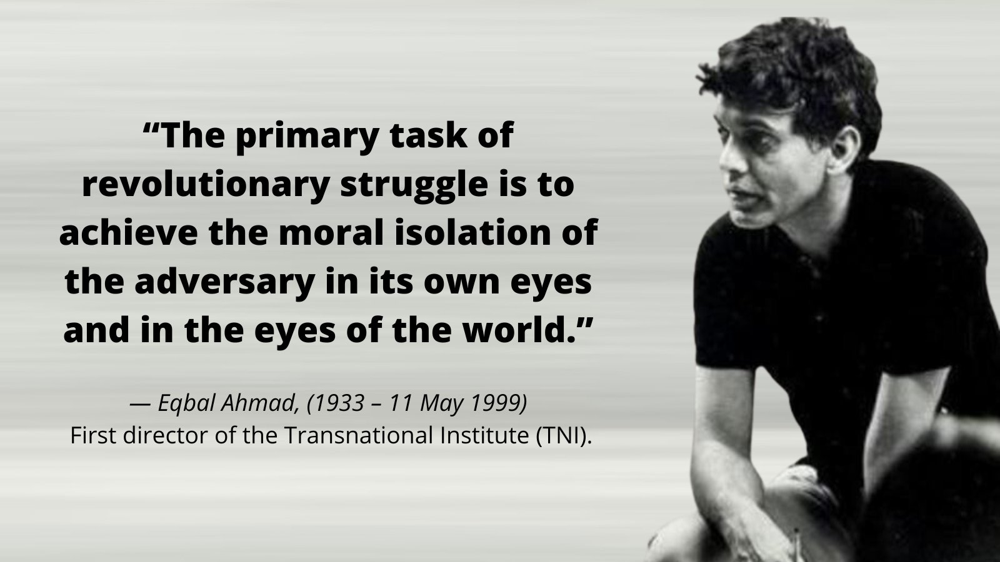 “The primary task of
revolutionary struggle is to
achieve the moral isolation of
the adversary in its own eyes
and in the eyes of the world.”
— Eqbal Ahmad, (1933 – 11 May 1999)
First director of the Transnational Institute (TNI).